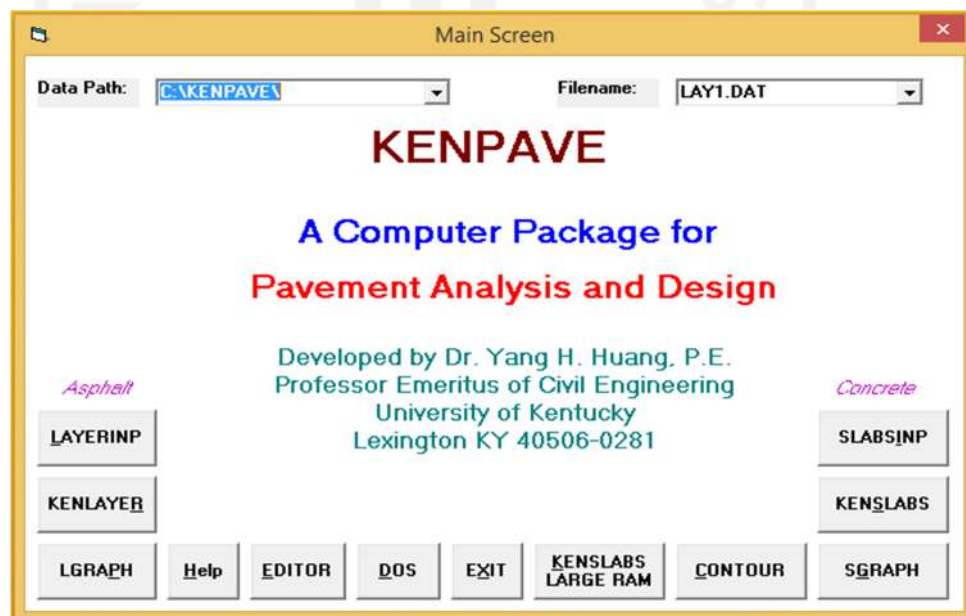 Main Screen
Data Path: C:\KENPAVE\ Filename: LAY1.DAT
KENPAVE
A Computer Package for
Pavement Analysis and Design
Developed by Dr. Yang H. Huang, P.E.
Professor Emeritus of Civil Engineering
University of Kentucky
Lexington KY 40506-0281
Asphalt
Concrete
LAYERINP
SLABSINP
KENLAYER
KENSLABS
LGRAPH
Help
EDITOR
DOS
EXIT
KENSLABS
LARGE RAM
CONTOUR
SGRAPH